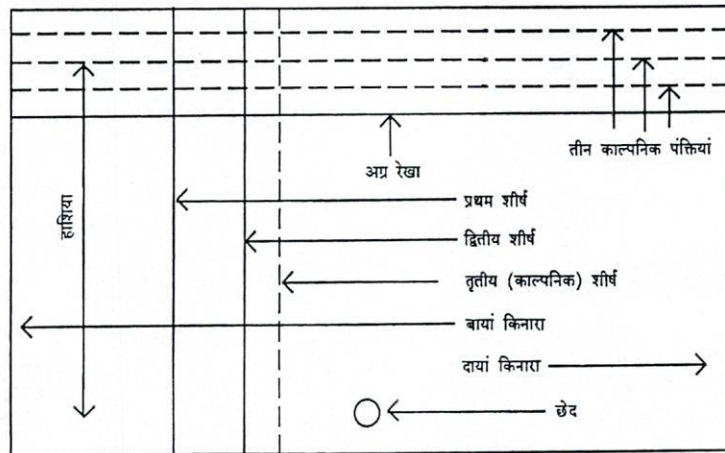 तीन काल्पनिक पंक्तियां
अग्र रेखा
प्रथम शीर्ष
हाशिया
द्वितीय शीर्ष
तृतीय (काल्पनिक) शीर्ष
बायां किनारा
दायां किनारा
छेद